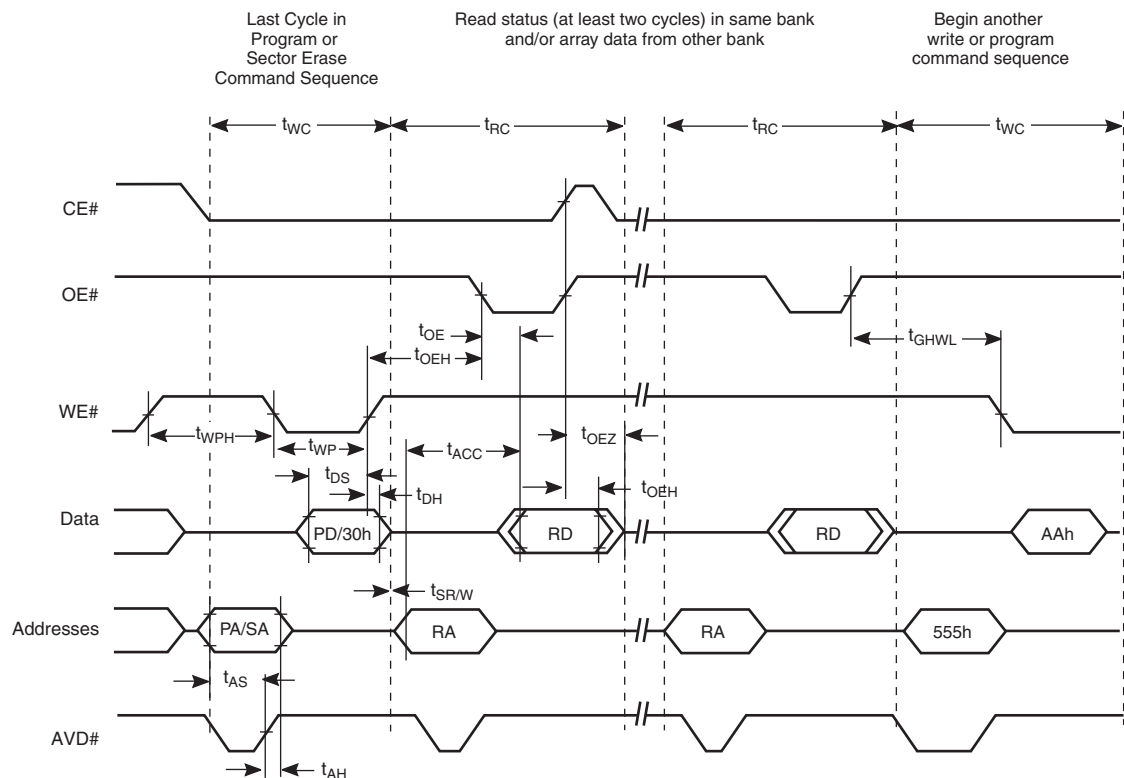 Last Cycle in
Program or
Sector Erase
Command Sequence
Read status (at least two cycles) in same bank
and/or array data from other bank
Begin another
write or program
command sequence
tWC
tRC
tRC
tWC
CE#
OE#
tOE
tOEH
tGHWL
WE#
tWPH
tWP
tACC
tOEZ
tDS
tDH
tOEH
Data
PD/30h
RD
RD
AAh
tSR/W
Addresses
PA/SA
RA
RA
555h
tAS
AVD#
tAH